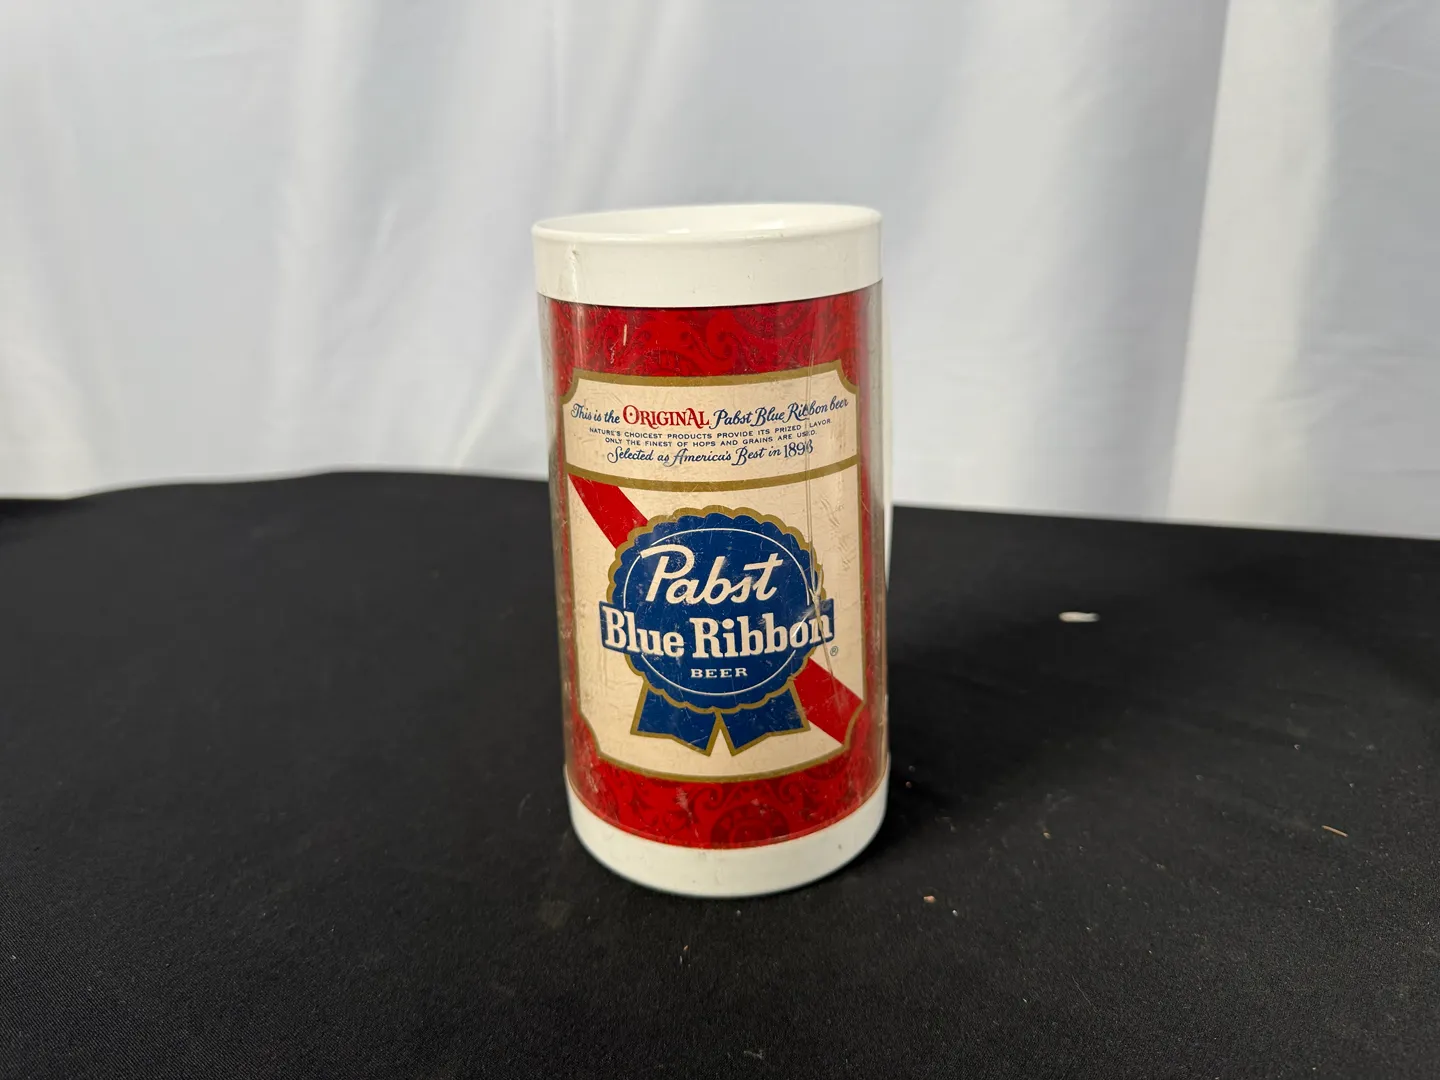 This is the ORIGINAL Pabst Blue Ribbon beer
NATURE'S CHOICEST PRODUCTS PROVIDE ITS PRIZED FLAVOR.
ONLY THE FINEST OF HOPS AND GRAINS ARE USED.
Selected as America's Best in 1893
Pabst
Blue Ribbon
BEER
®